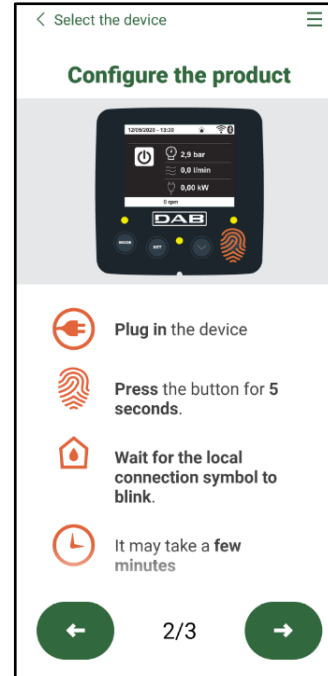 Select the device
Configure the product
12/05/2020 - 13:30
2,9 bar
0,0 l/min
0,00 kW
0 rpm
DAB
MODE
SET
Plug in the device
Press the button for 5
seconds.
Wait for the local
connection symbol to
blink.
It may take a few
minutes
2/3